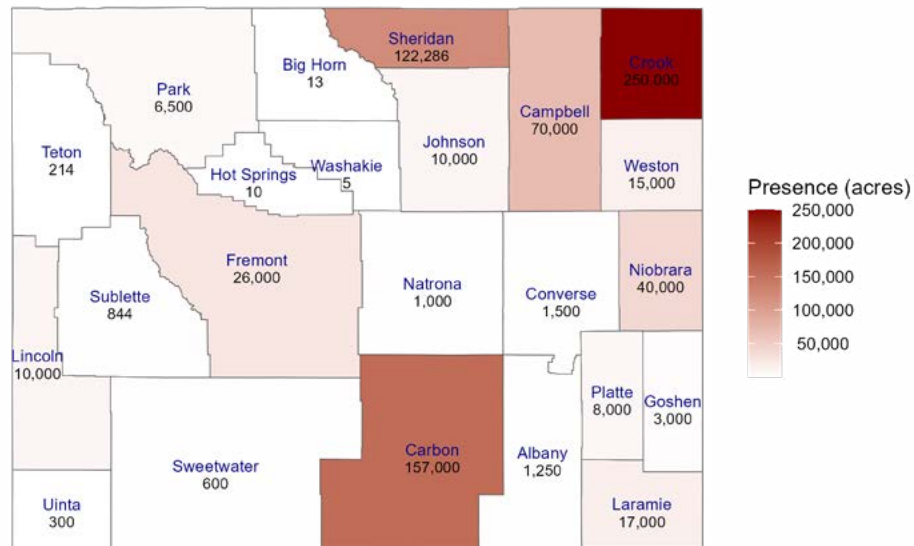 Sheridan
122,286
Big Horn
13
Crook
250,000
Park
6,500
Campbell
70,000
Johnson
10,000
Teton
214
Hot Springs
10
Washakie
5
Weston
15,000
Presence (acres)
250,000
200,000
150,000
100,000
50,000
Fremont
26,000
Natrona
1,000
Converse
1,500
Niobrara
40,000
Sublette
844
Lincoln
10,000
Platte
8,000
Goshen
3,000
Sweetwater
600
Carbon
157,000
Albany
1,250
Uinta
300
Laramie
17,000